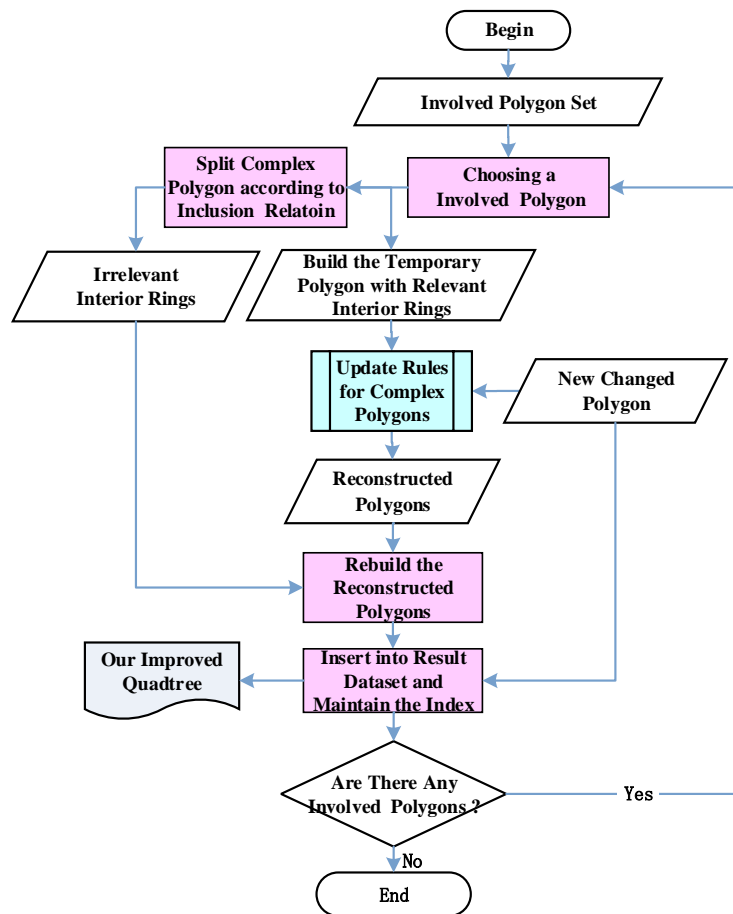 Begin
Involved Polygon Set
Split Complex
Polygon according to
Inclusion Relatoin
Choosing a
Involved Polygon
Irrelevant
Interior Rings
Build the Temporary
Polygon with Relevant
Interior Rings
Update Rules
for Complex
Polygons
New Changed
Polygon
Reconstructed
Polygons
Rebuild the
Reconstructed
Polygons
Our Improved
Quadtree
Insert into Result
Dataset and
Maintain the Index
Are There Any
Involved Polygons ?
Yes
No
End